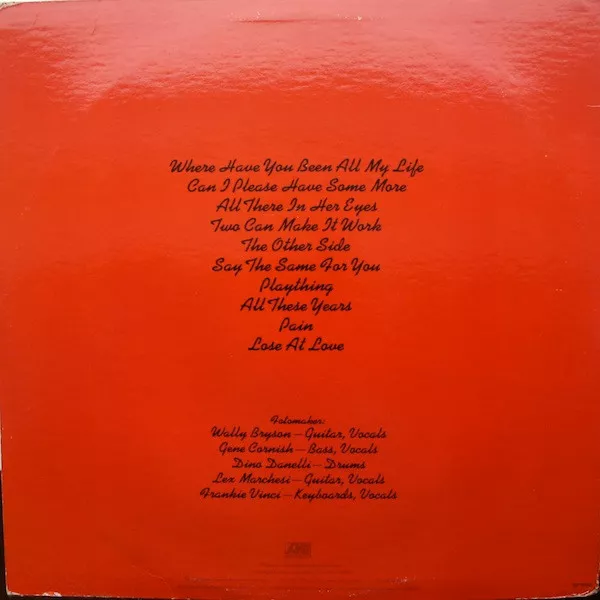 Where Have You Been All My Life
Can I Please Have Some More
All There In Her Eyes
Two Can Make It Work
The Other Side
Say The Same For You
Plaything
All These Years
Pain
Lose At Love
Fotomaker:
Wally Bryson—Guitar, Vocals
Gene Cornish—Bass, Vocals
Dino Danelli—Drums
Lex Marchesi—Guitar, Vocals
Frankie Vinci—Keyboards, Vocals